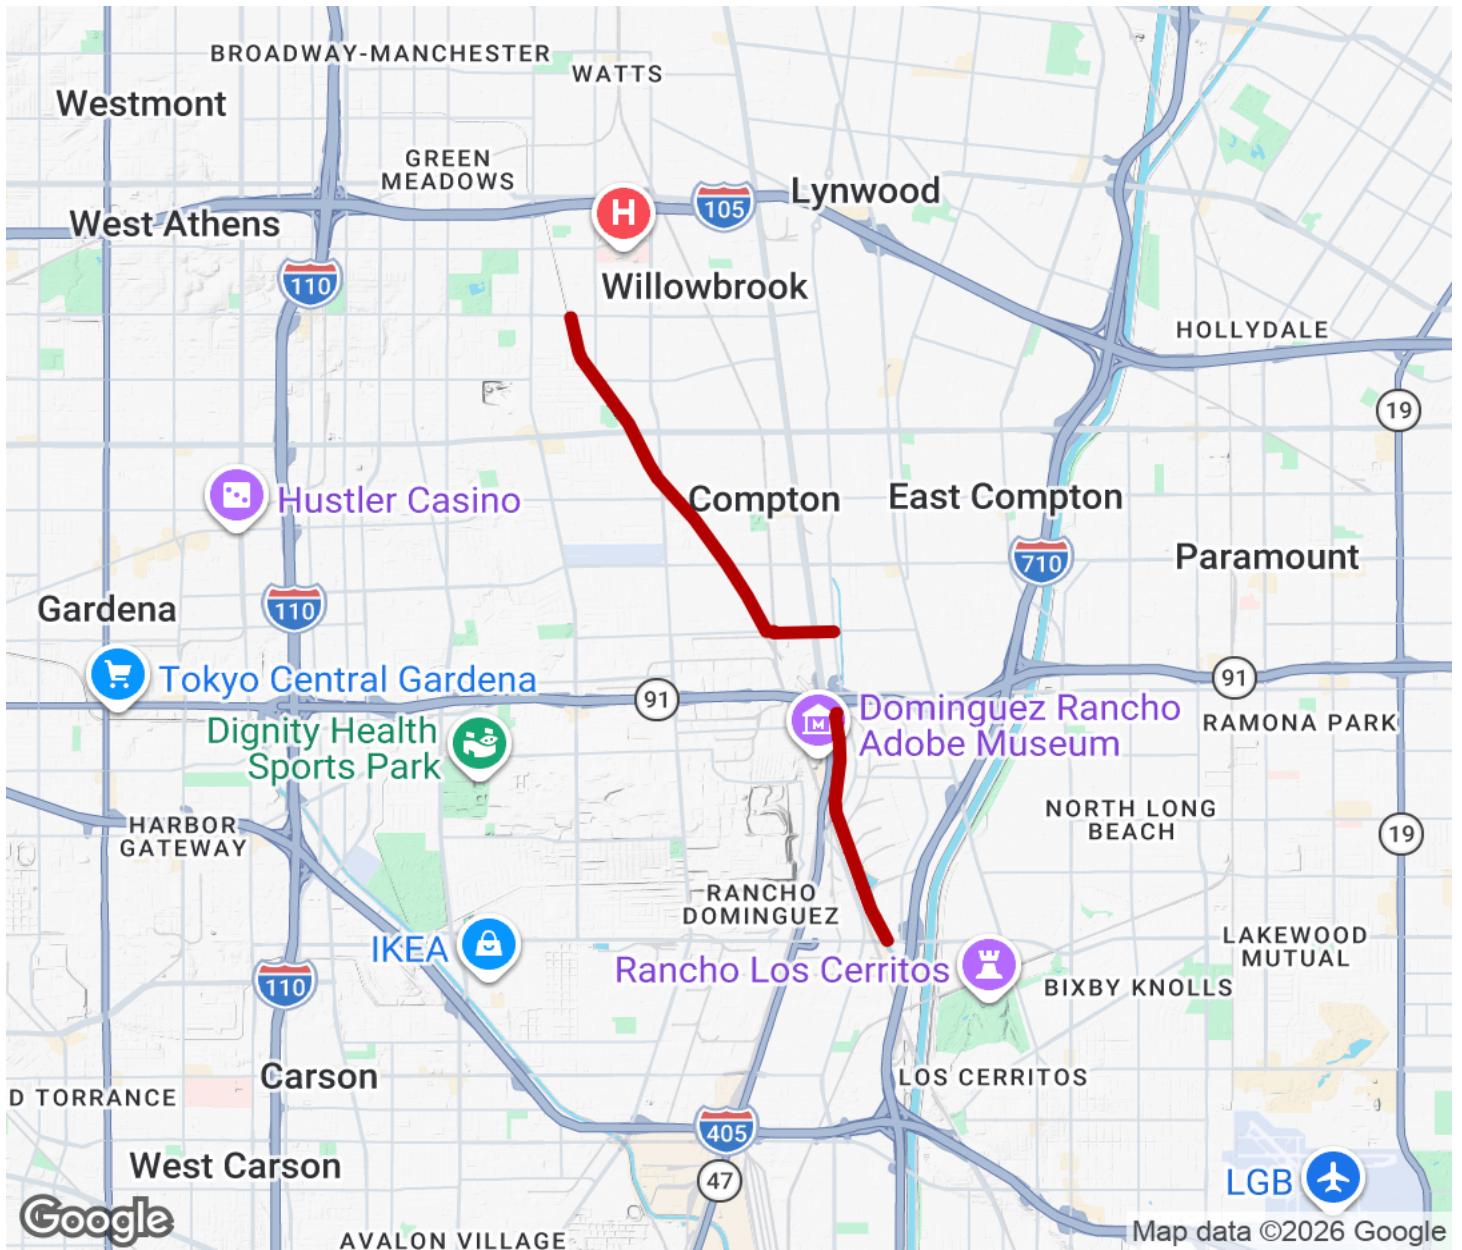 BROADWAY-MANCHESTER
WATTS
Westmont
GREEN
MEADOWS
Lynwood
105
H
West Athens
110
Willowbrook
HOLLYDALE
19
Hustler Casino
Compton
East Compton
710
Paramount
Gardena
110
Tokyo Central Gardena
91
91
Dignity Health
Sports Park
M
Dominguez Rancho
Adobe Museum
RAMONA PARK
HARBOR
GATEWAY
NORTH LONG
BEACH
19
RANCHO
DOMINGUEZ
IKEA
LAKEWOOD
MUTUAL
Rancho Los Cerritos
BIXBY KNOLLS
110
Carson
LOS CERRITOS
D TORRANCE
405
West Carson
47
LGB
Google
AVALON VILLAGE
Map data ©2026 Google